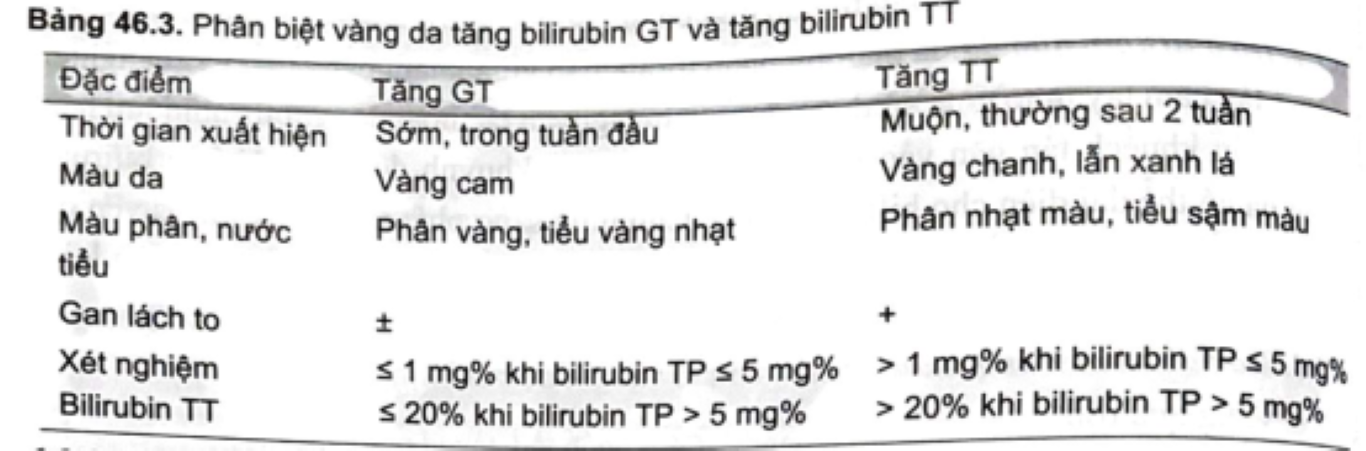 Bảng 46.3. Phân biệt vàng da tăng bilirubin GT và tăng bilirubin TT
Đặc điểm Tăng GT Tăng TT
Thời gian xuất hiện Sớm, trong tuần đầu Muộn, thường sau 2 tuần
Màu da Vàng cam Vàng chanh, lẫn xanh lá
Màu phân, nước Phân vàng, tiểu vàng nhạt Phân nhạt màu, tiểu sậm màu
tiểu
Gan lách to ± +
Xét nghiệm ≤ 1 mg% khi bilirubin TP ≤ 5 mg% > 1 mg% khi bilirubin TP ≤ 5 mg%
Bilirubin TT ≤ 20% khi bilirubin TP > 5 mg% > 20% khi bilirubin TP > 5 mg%